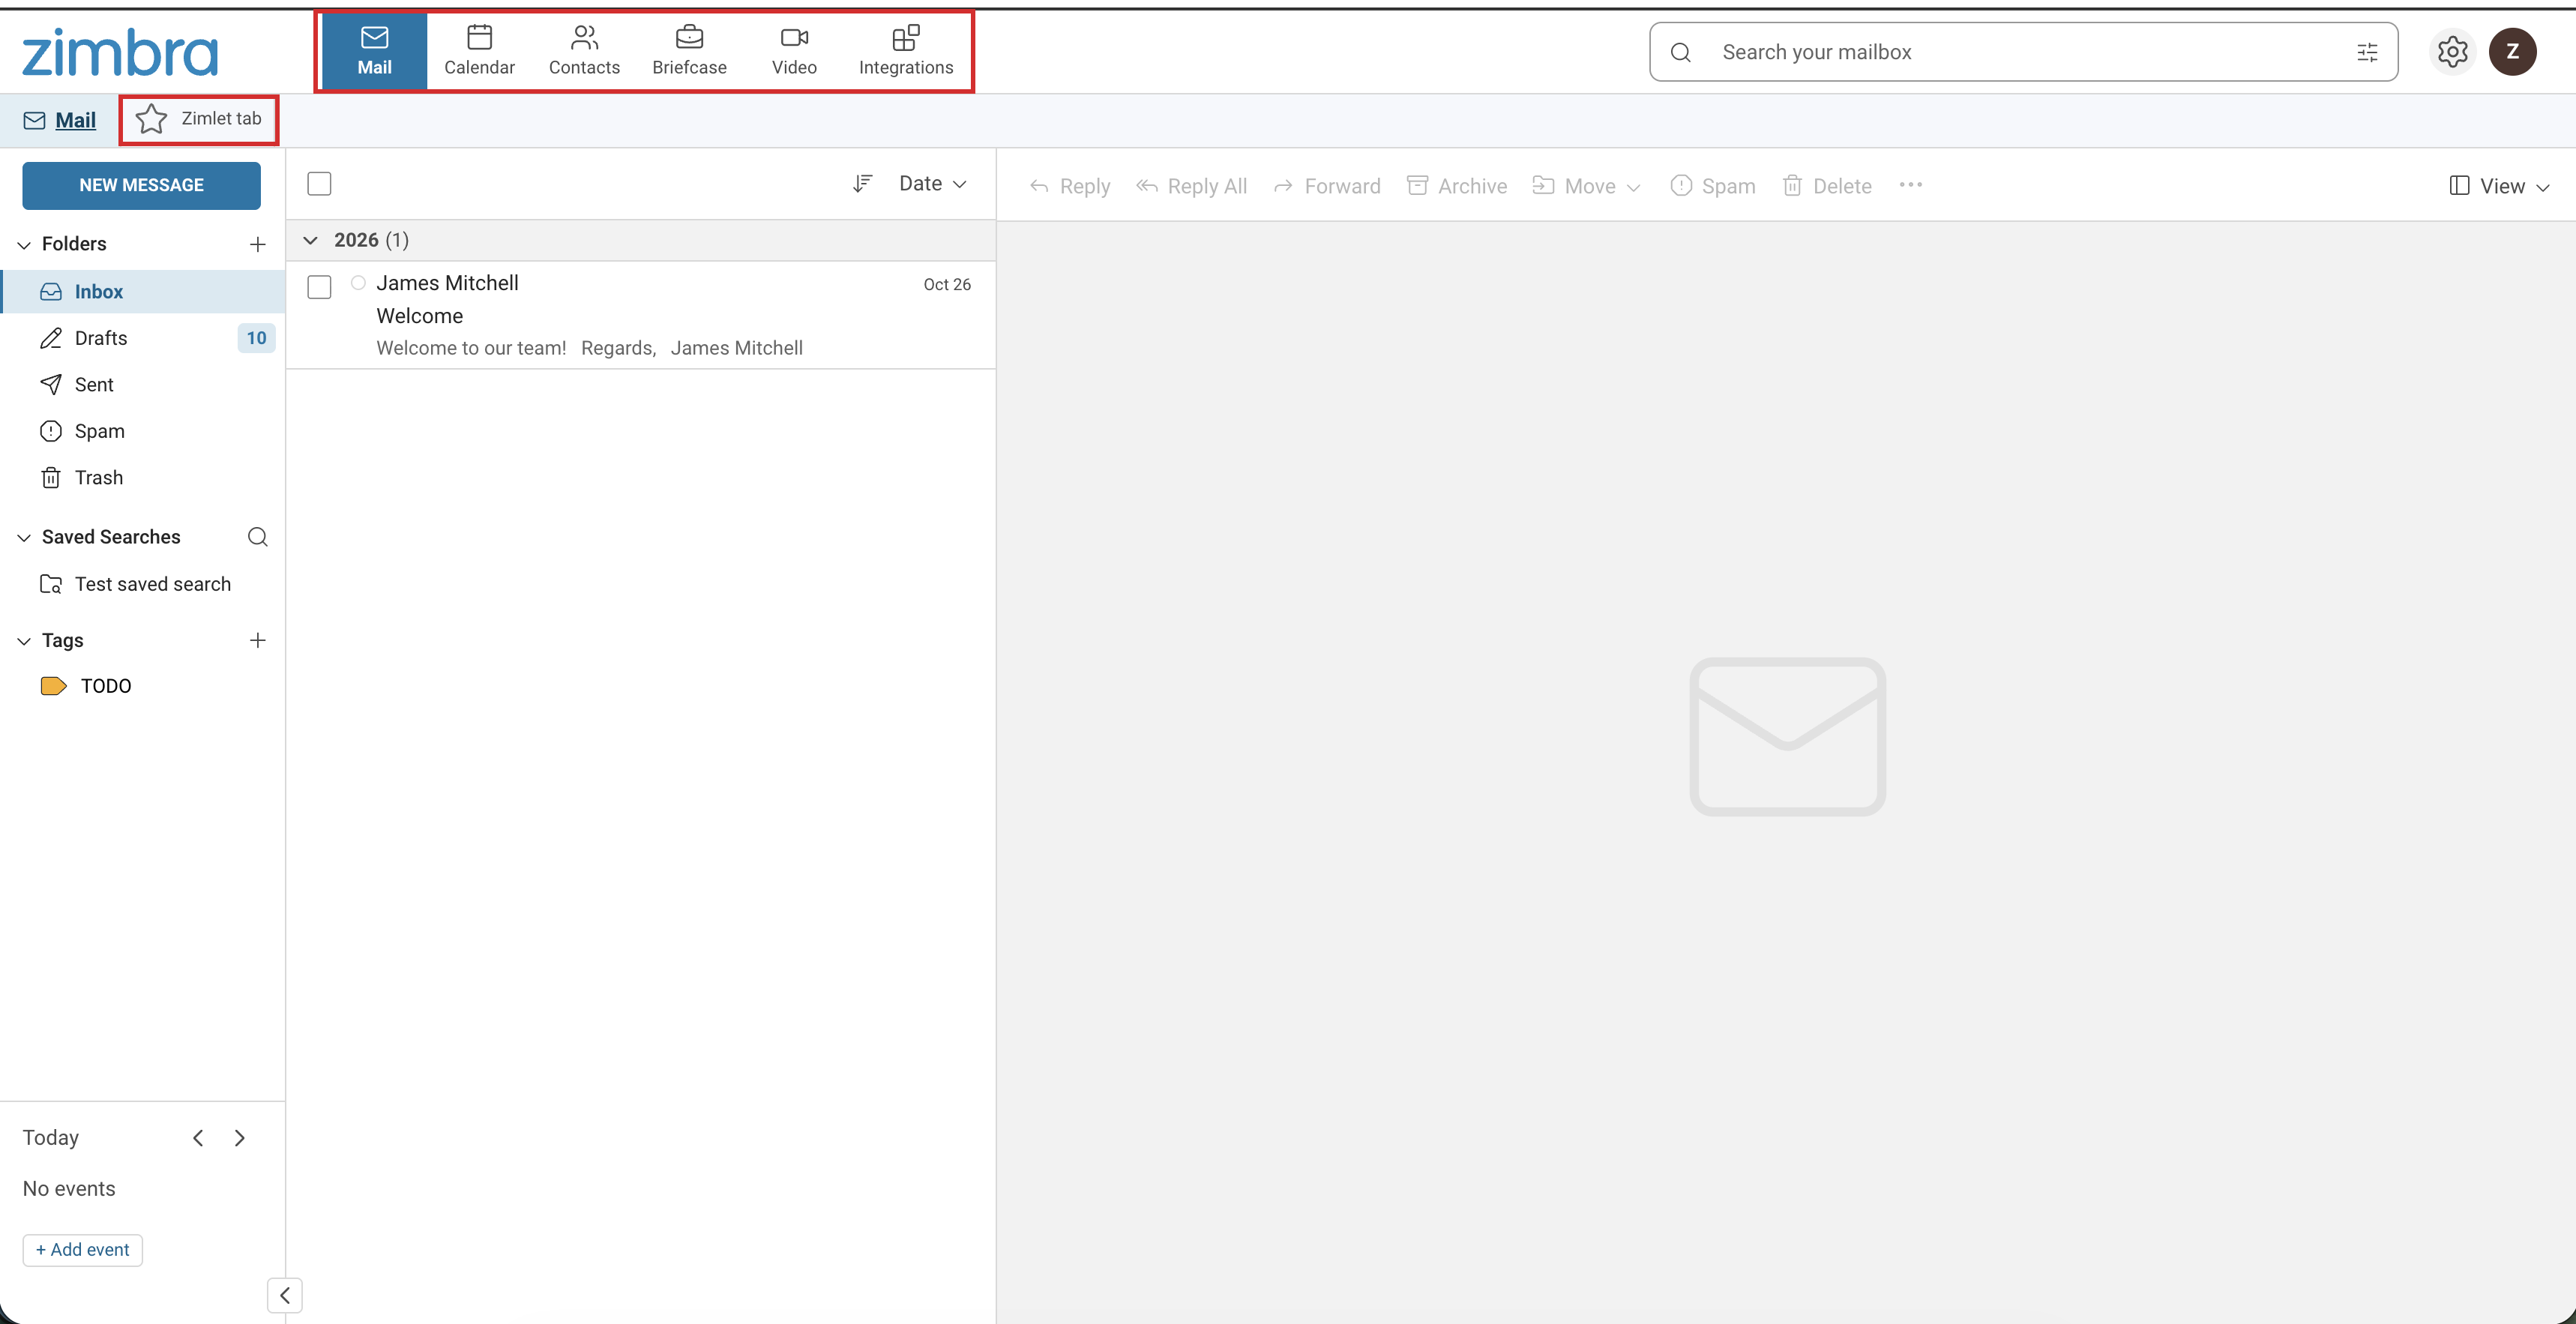 zimbra
Mail Calendar Contacts Briefcase Video Integrations
Search your mailbox
Z
Mail
Zimlet tab
NEW MESSAGE
Folders
Inbox
Drafts 10
Sent
Spam
Trash
Saved Searches
Test saved search
Tags
TODO
Today
No events
+ Add event
Date
2026 (1)
James Mitchell Oct 26
Welcome
Welcome to our team! Regards, James Mitchell
Reply Reply All Forward Archive Move Spam Delete
View